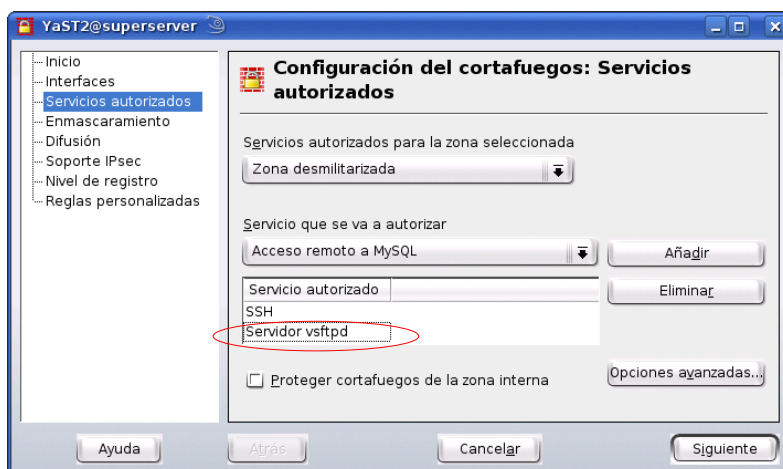 YaST2@superserver
Inicio
Interfaces
Servicios autorizados
Enmascaramiento
Difusión
Soporte IPsec
Nivel de registro
Reglas personalizadas
Configuración del cortafuegos: Servicios
autorizados
Servicios autorizados para la zona seleccionada
Zona desmilitarizada
Servicio que se va a autorizar
Acceso remoto a MySQL
Añadir
Servicio autorizado
Eliminar
SSH
Servidor vsftpd
Proteger cortafuegos de la zona interna
Opciones avanzadas...
Ayuda
Atrás
Cancelar
Siguiente